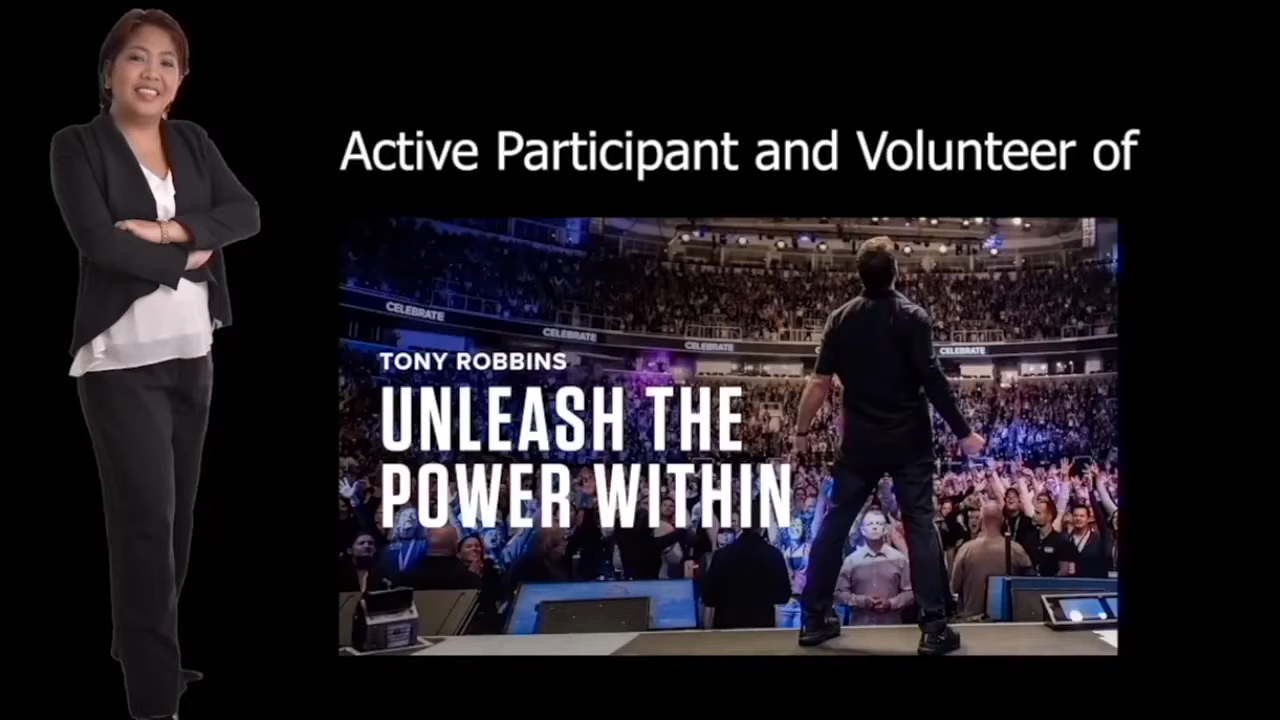 Active Participant and Volunteer of
CELEBRATE
CELEBRATE
CELEBRATE
CELEBRATE
TONY ROBBINS
UNLEASH THE
POWER WITHIN